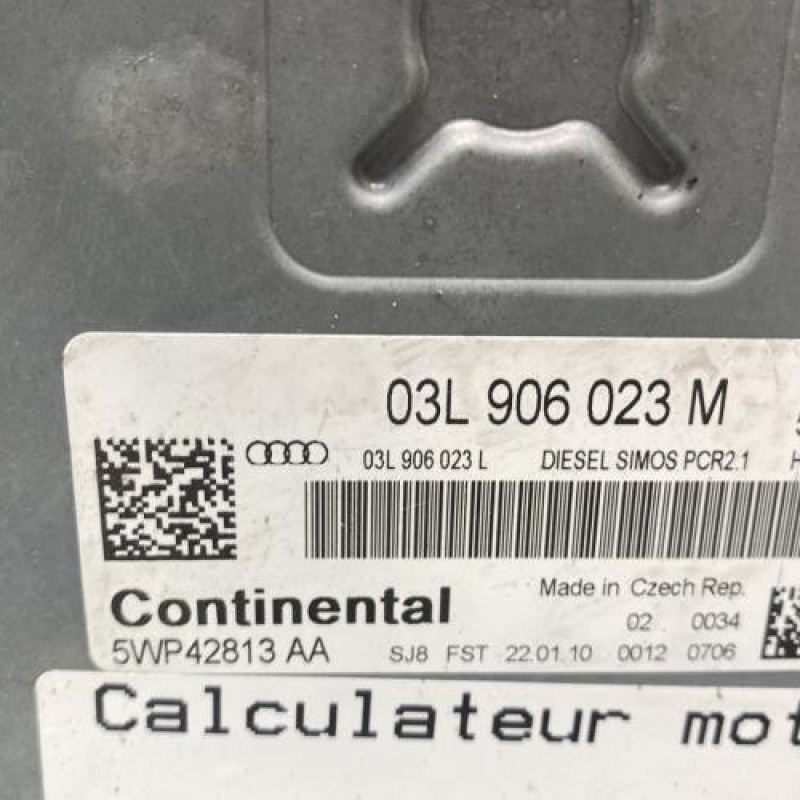 03L 906 023 M
03L 906 023 L DIESEL SIMOS PCR2.1 H
Continental Made in Czech Rep.
02 0034
5WP42813 AA SJ8 FST 22.01.10 0012 0706
Calculateur mot